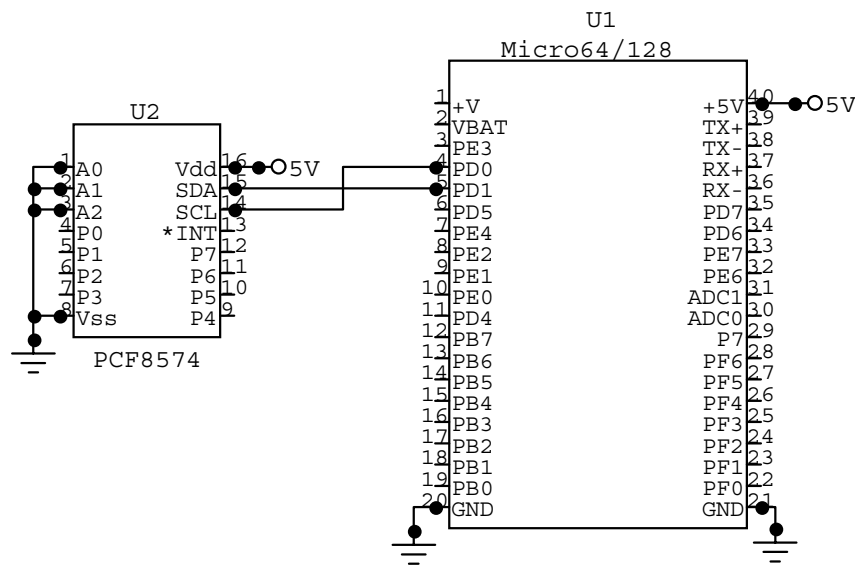 U1
Micro64/128
U2
PCF8574
1 A0
2 A1
3 A2
4 P0
5 P1
6 P2
7 P3
8 Vss
Vdd 16 5V
SDA 15
SCL 14
*INT 13
P7 12
P6 11
P5 10
P4 9
1 +V
2 VBAT
3 PE3
4 PD0
5 PD1
6 PD5
7 PE4
8 PE2
9 PE1
10 PE0
11 PD4
12 PB7
13 PB6
14 PB5
15 PB4
16 PB3
17 PB2
18 PB1
19 PB0
20 GND
+5V 40 5V
TX+ 39
TX- 38
RX+ 37
RX- 36
PD7 35
PD6 34
PE7 33
PE6 32
ADC1 31
ADC0 30
P7 29
PF6 28
PF5 27
PF4 26
PF3 25
PF2 24
PF1 23
PF0 22
GND 21